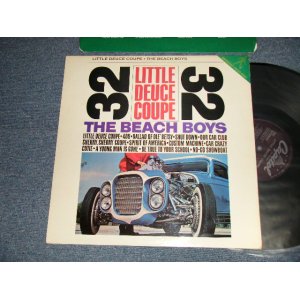 LITTLE DEUCE COUPE • THE BEACH BOYS
32
LITTLE
DEUCE
COUPE
32
THE BEACH BOYS
LITTLE DEUCE COUPE • 409 • BALLAD OF OLE' BETSY • SHUT DOWN • OUR CAR CLUB
CHERRY, CHERRY COUPE • SPIRIT OF AMERICA • CUSTOM MACHINE • CAR CRAZY
CUTIE • A YOUNG MAN IS GONE • BE TRUE TO YOUR SCHOOL • NO-GO SHOWBOAT
Capitol